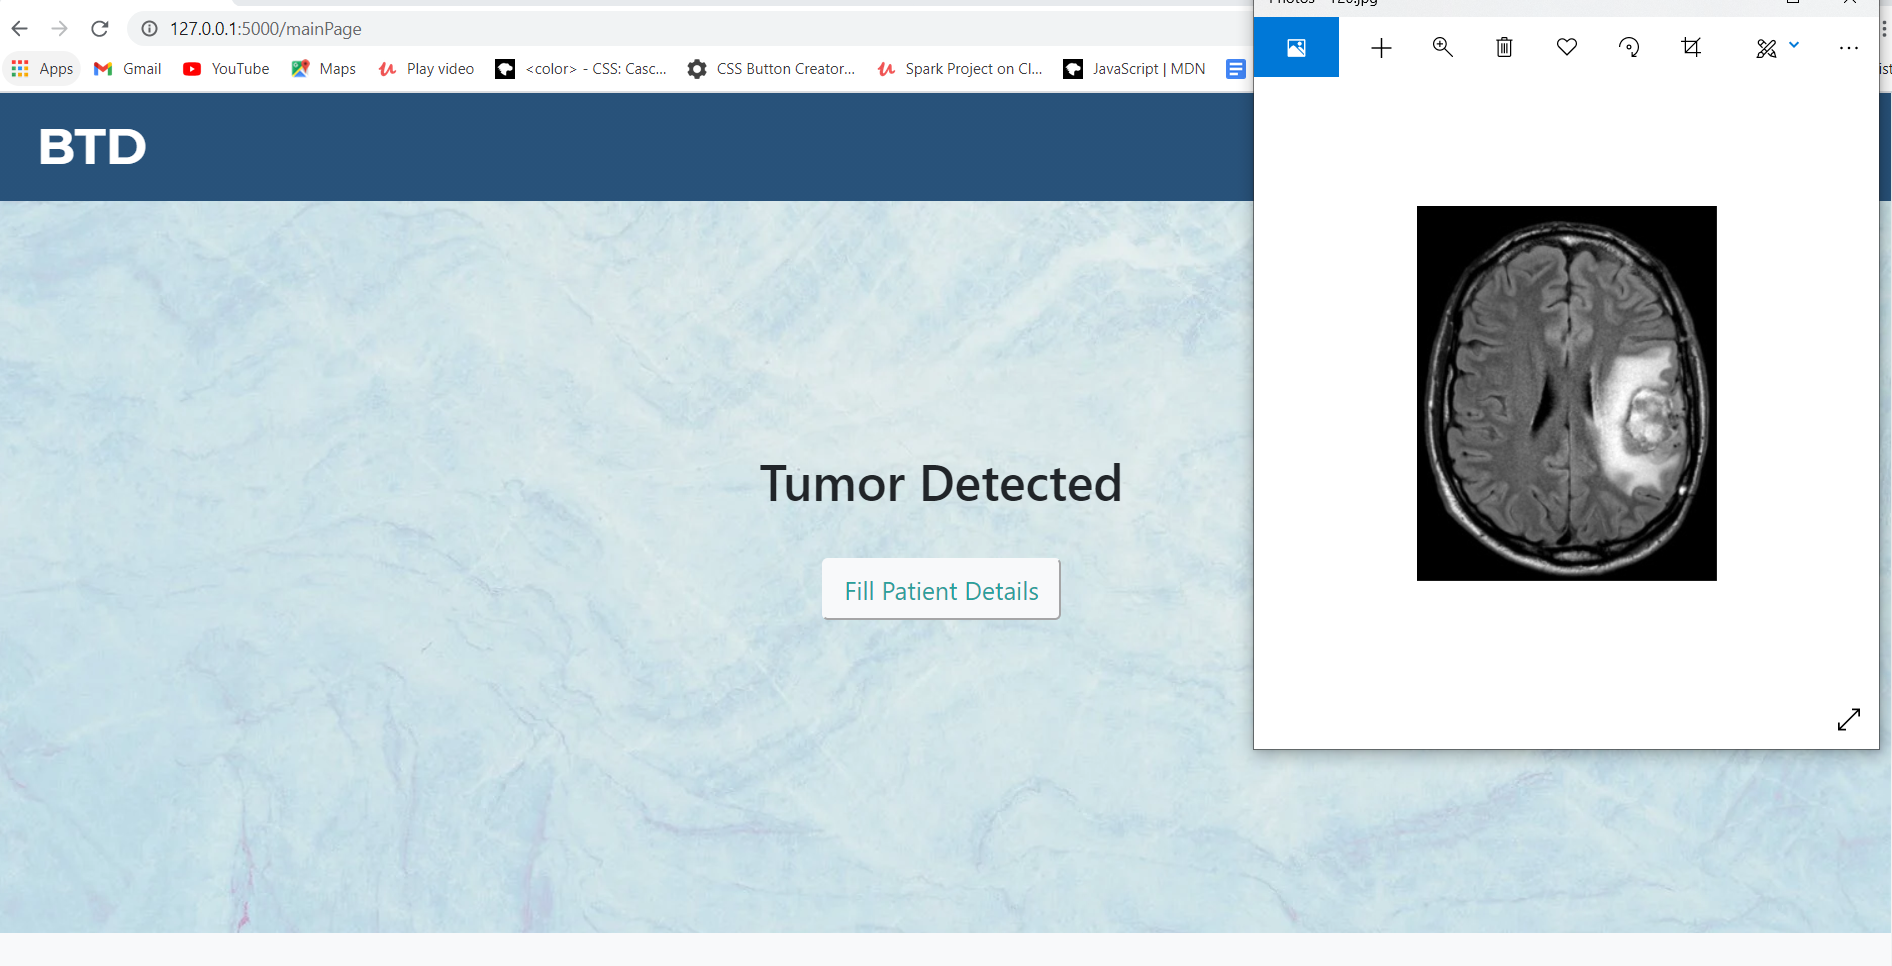 127.0.0.1:5000/mainPage
Apps Gmail YouTube Maps Play video <color> - CSS: Casc... CSS Button Creator... Spark Project on Cl... JavaScript | MDN
BTD
Tumor Detected
Fill Patient Details